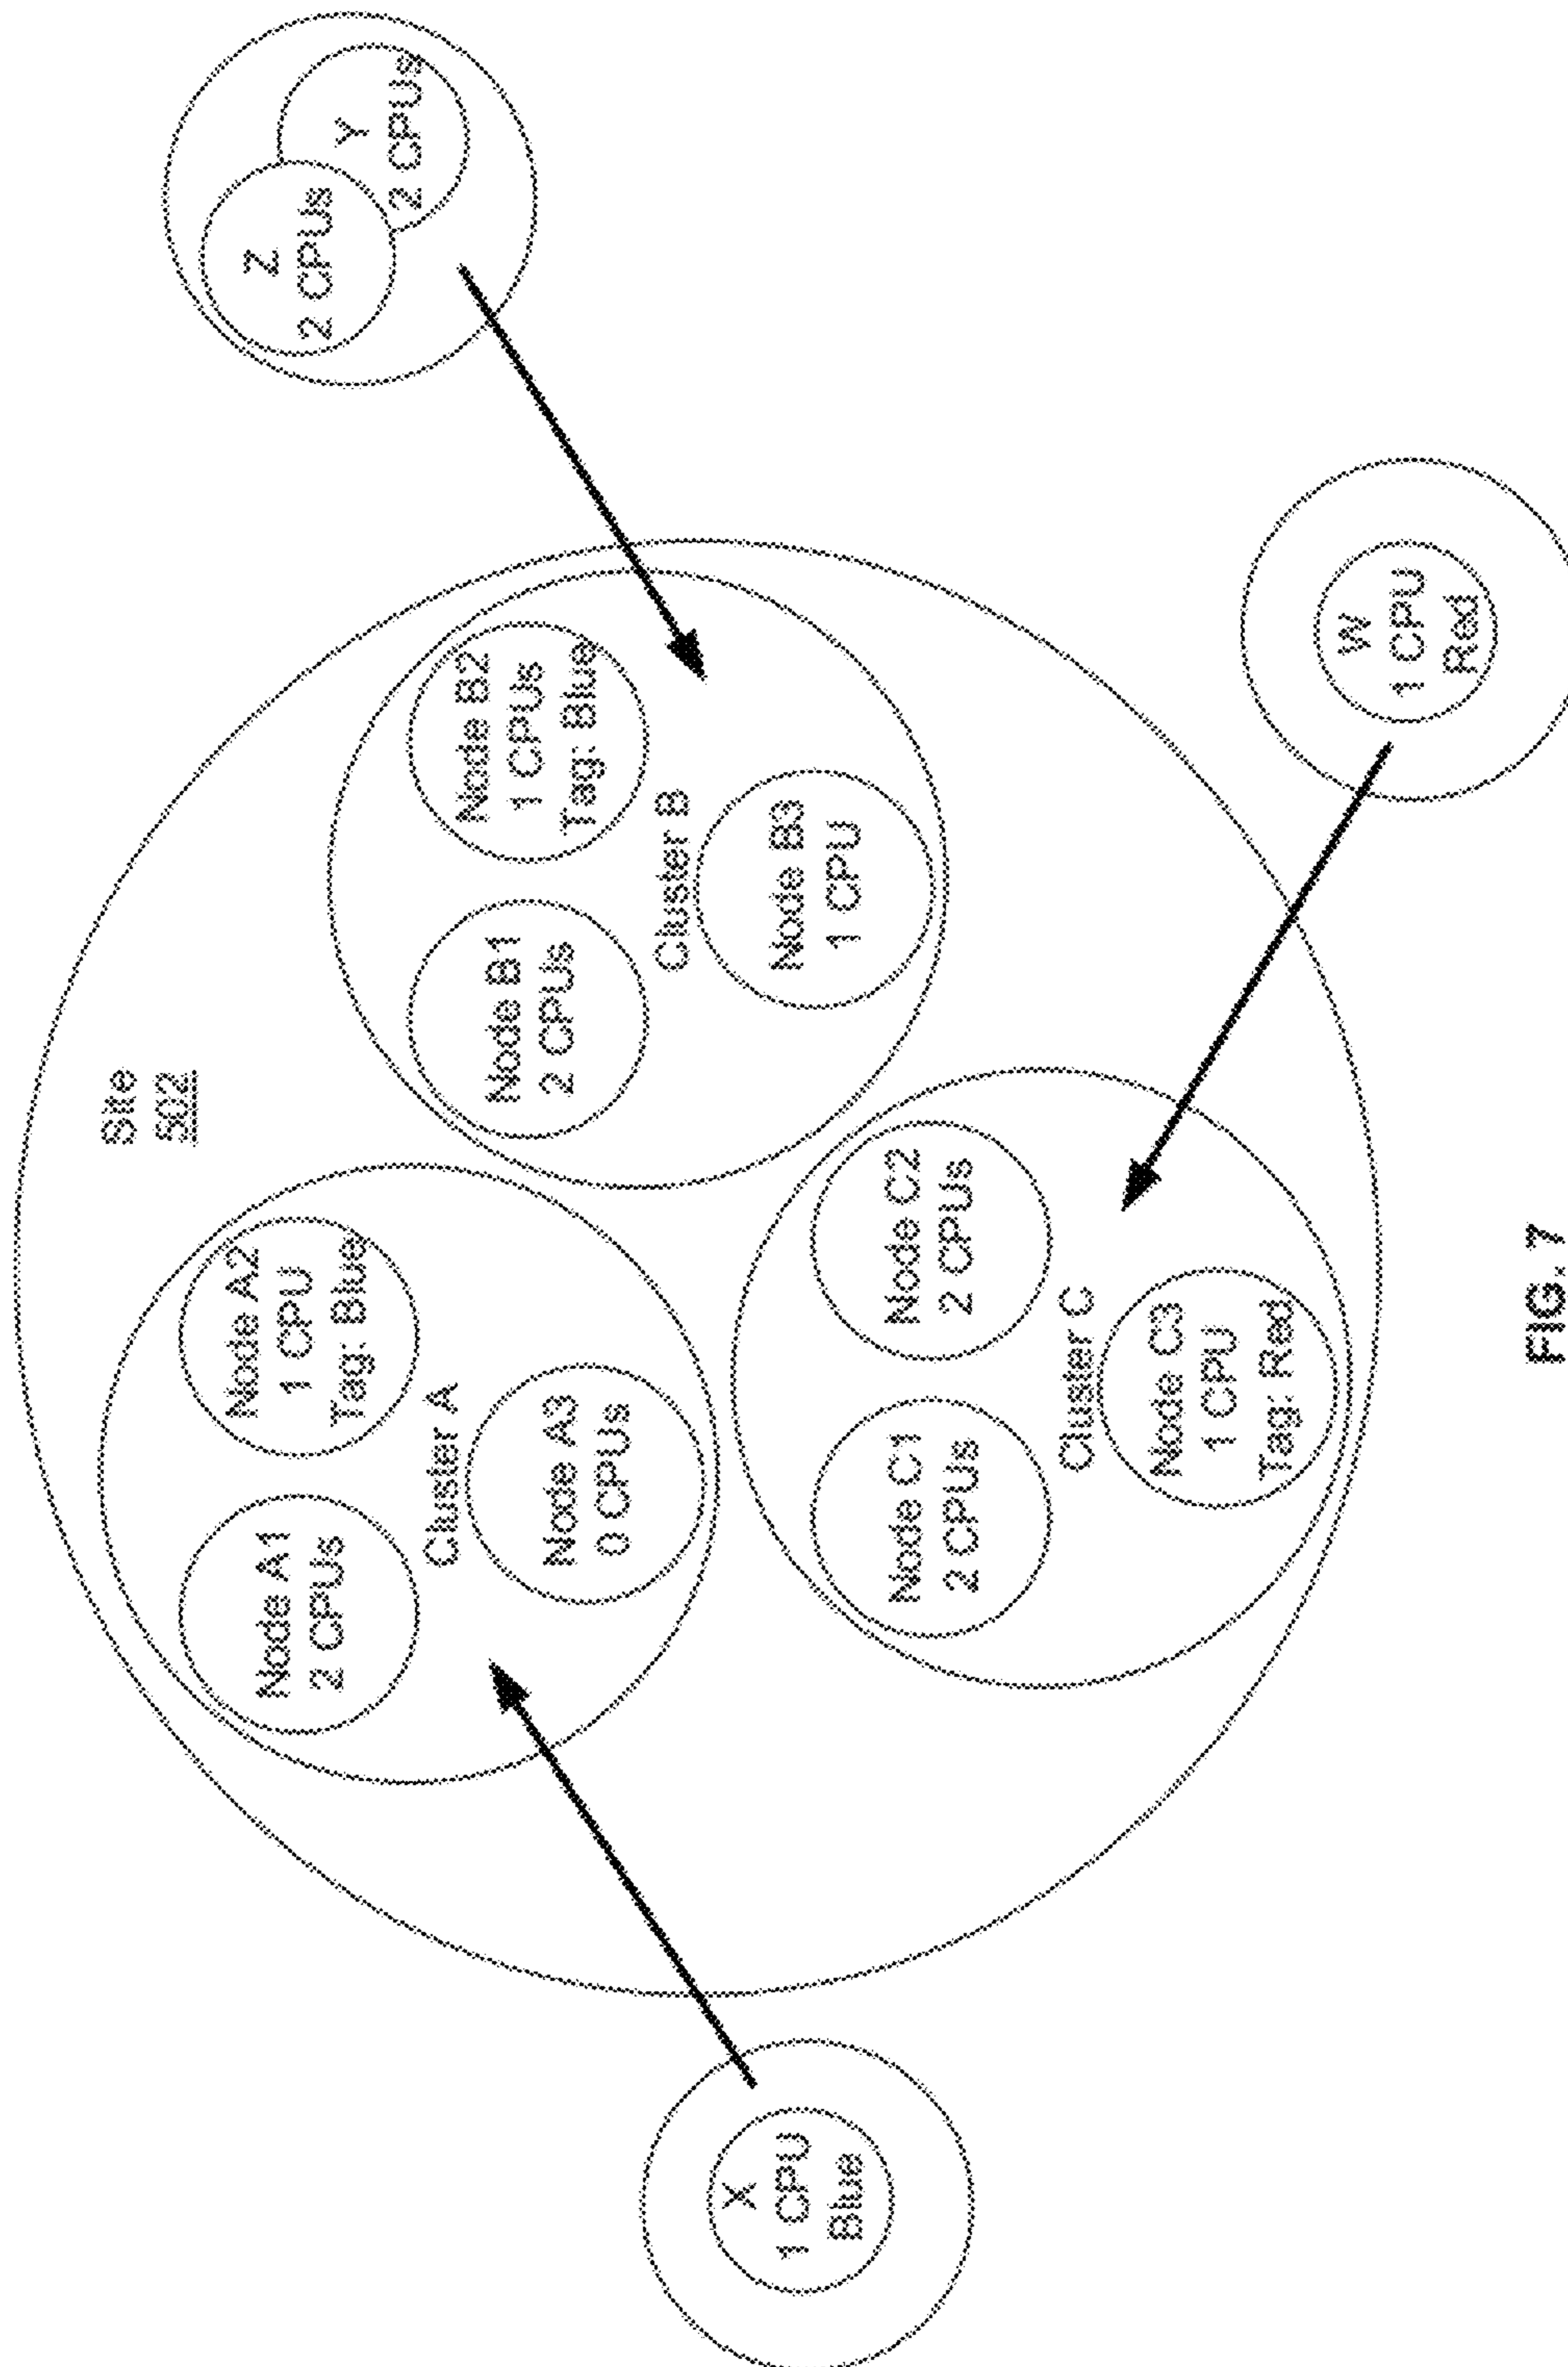 Site
502
Node A1
2 CPUs
Node A2
1 CPU
Tag: Blue
Cluster A
Node A3
0 CPUs
Node B1
2 CPUs
Node B2
1 CPUs
Tag: Blue
Cluster B
Node B3
1 CPU
Node C1
2 CPUs
Node C2
2 CPUs
Cluster C
Node C3
1 CPU
Tag: Red
X
1 CPU
Blue
Z
2 CPUs
Y
2 CPUs
W
1 CPU
Red
FIG. 7